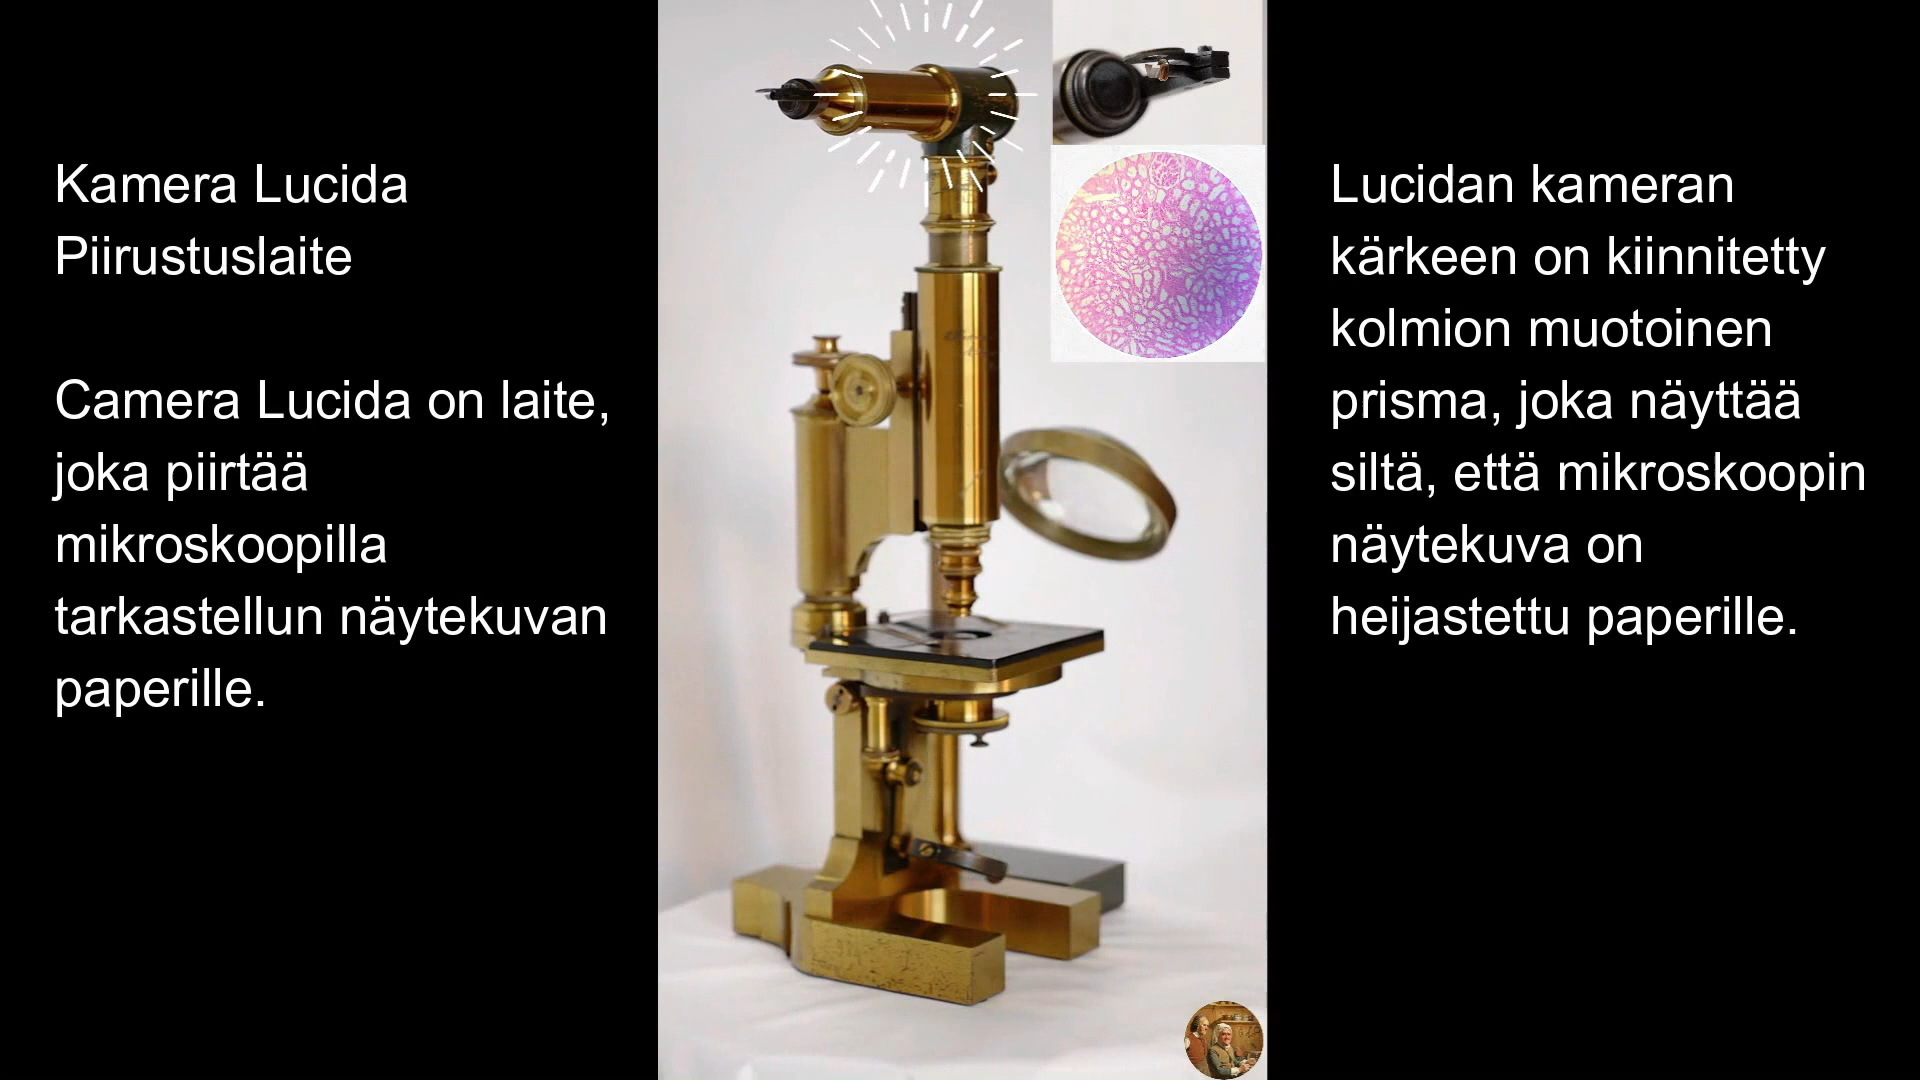 Kamera Lucida
Piirustuslaite
Camera Lucida on laite,
joka piirtää
mikroskoopilla
tarkastellun näytekuvan
paperille.
Lucidan kameran
kärkeen on kiinnitetty
kolmion muotoinen
prisma, joka näyttää
siltä, että mikroskoopin
näytekuva on
heijastettu paperille.